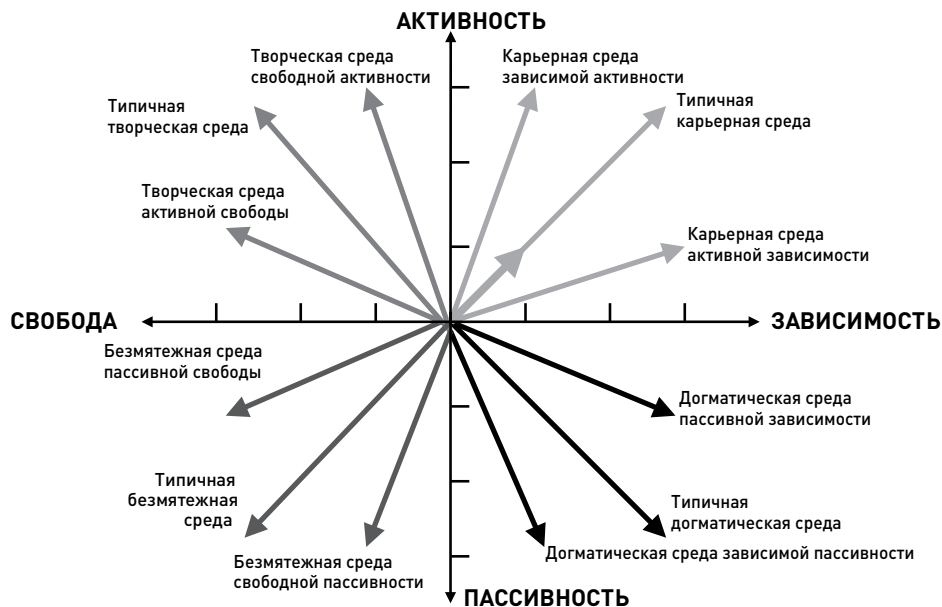 АКТИВНОСТЬ
Творческая среда
свободной активности
Карьерная среда
зависимой активности
Типичная
творческая среда
Типичная
карьерная среда
Творческая среда
активной свободы
Карьерная среда
активной зависимости
СВОБОДА
ЗАВИСИМОСТЬ
Безмятежная среда
пассивной свободы
Догматическая среда
пассивной зависимости
Типичная
безмятежная
среда
Типичная
догматическая среда
Безмятежная среда
свободной пассивности
Догматическая среда зависимой пассивности
ПАССИВНОСТЬ